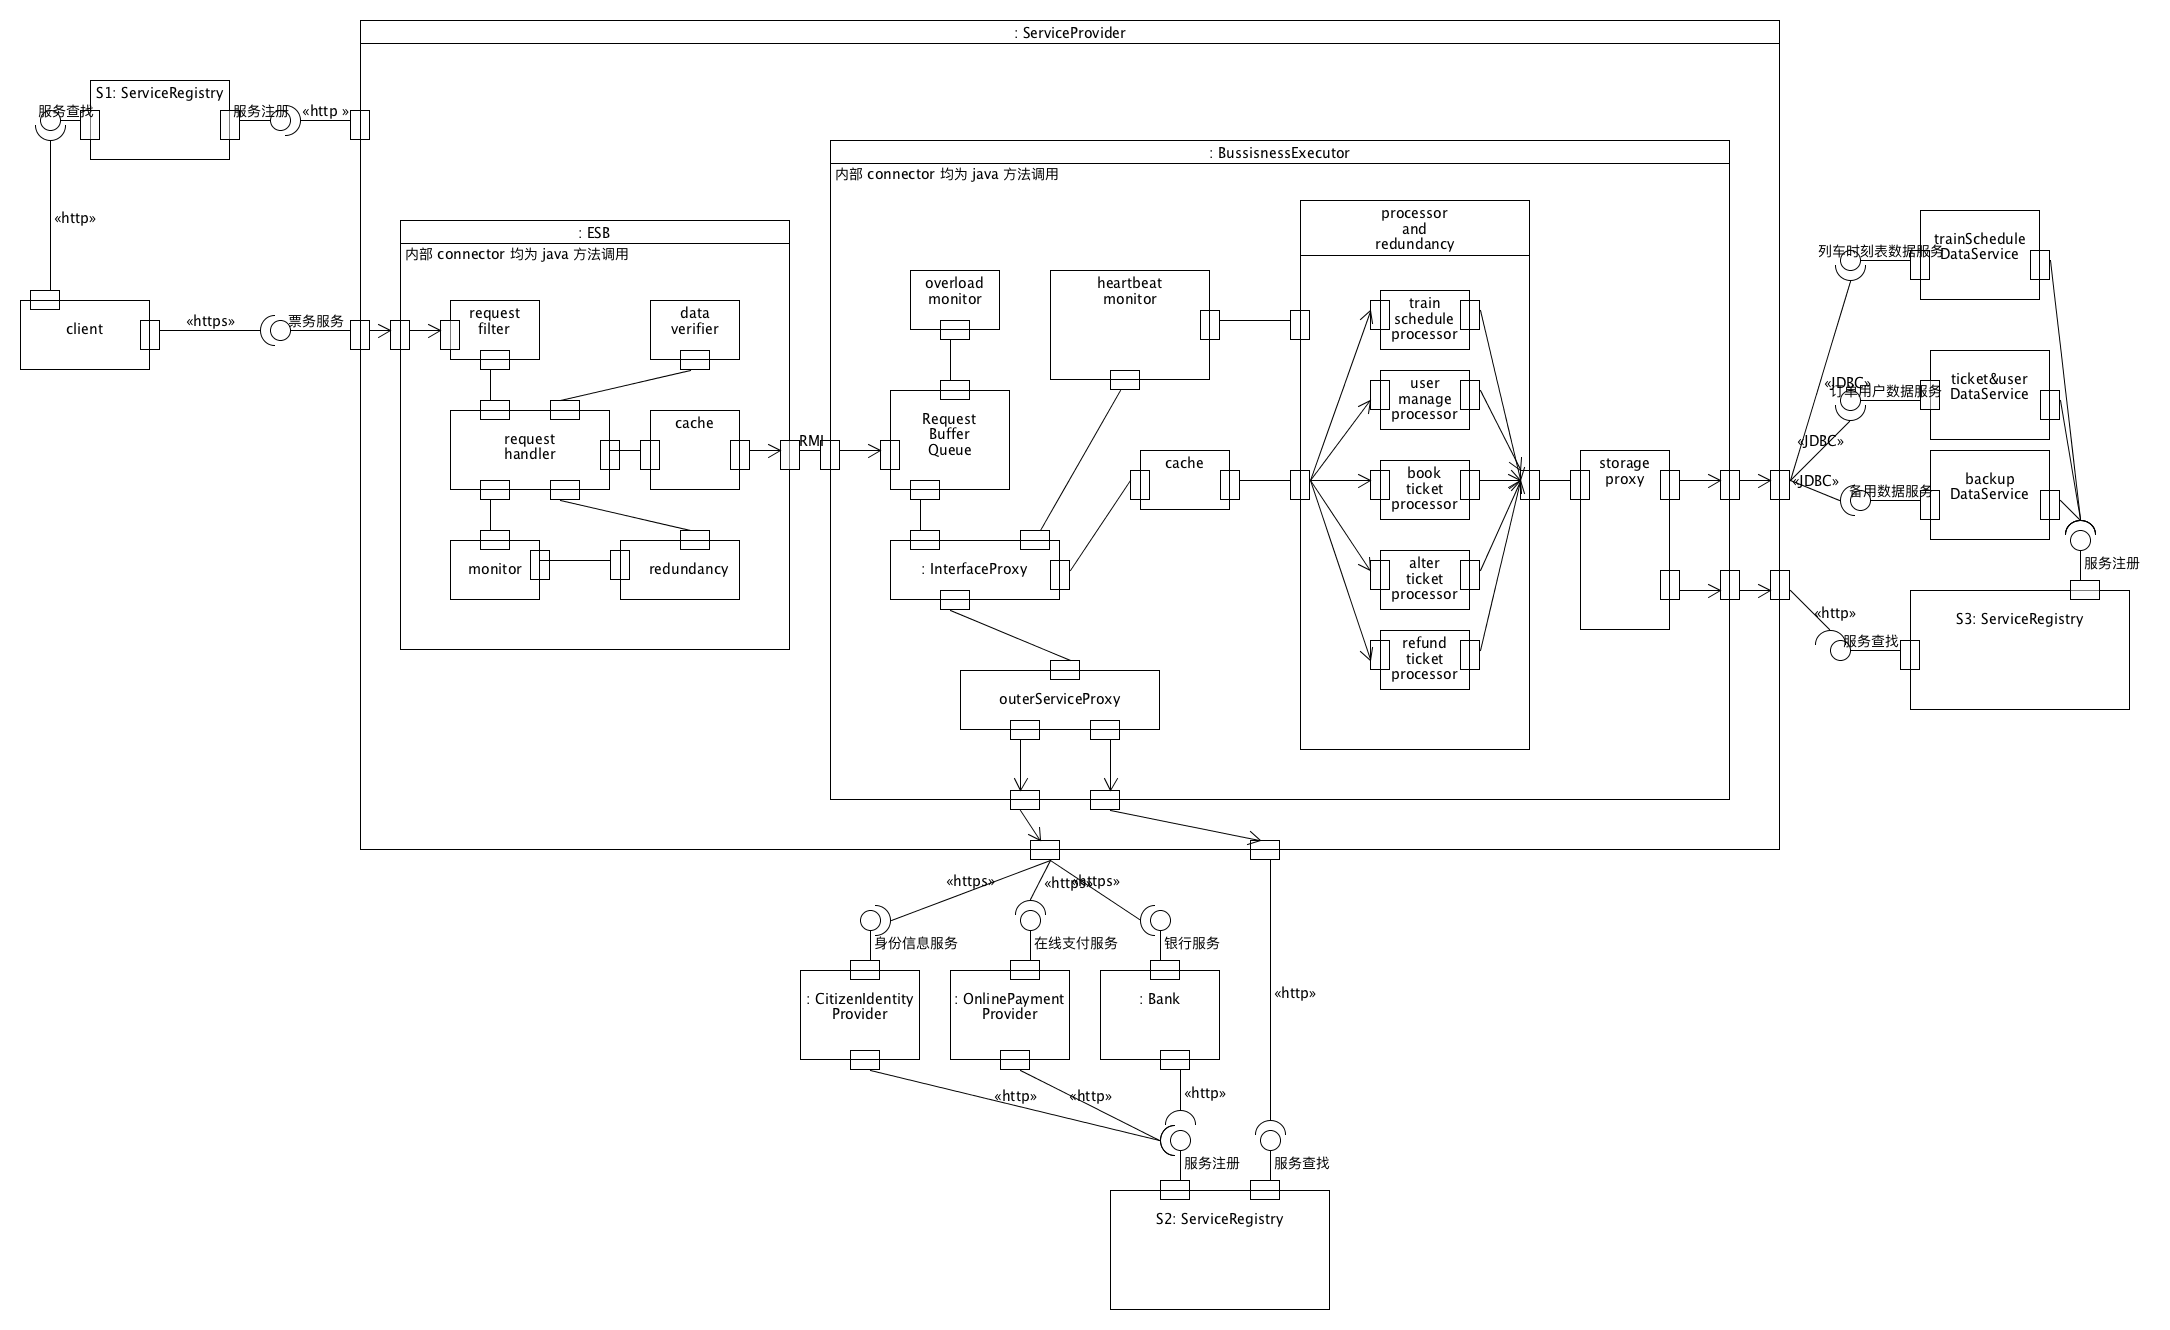 : ServiceProvider
S1: ServiceRegistry
服务查找
服务注册
«http »
«http»
client
«https»
票务服务
: ESB
内部 connector 均为 java 方法调用
request
filter
data
verifier
request
handler
cache
monitor
redundancy
RMI
: BussisnessExecutor
内部 connector 均为 java 方法调用
overload
monitor
heartbeat
monitor
Request
Buffer
Queue
: InterfaceProxy
cache
outerServiceProxy
processor
and
redundancy
train
schedule
processor
user
manage
processor
book
ticket
processor
alter
ticket
processor
refund
ticket
processor
storage
proxy
列车时刻表数据服务
trainSchedule
DataService
«JDBC»
订单用户数据服务
ticket&user
DataService
«JDBC»
«JDBC»
备用数据服务
backup
DataService
服务注册
«http»
服务查找
S3: ServiceRegistry
«https»
«https»
«https»
身份信息服务
在线支付服务
银行服务
: CitizenIdentity
Provider
: OnlinePayment
Provider
: Bank
«http»
«http»
«http»
«http»
服务注册
服务查找
S2: ServiceRegistry